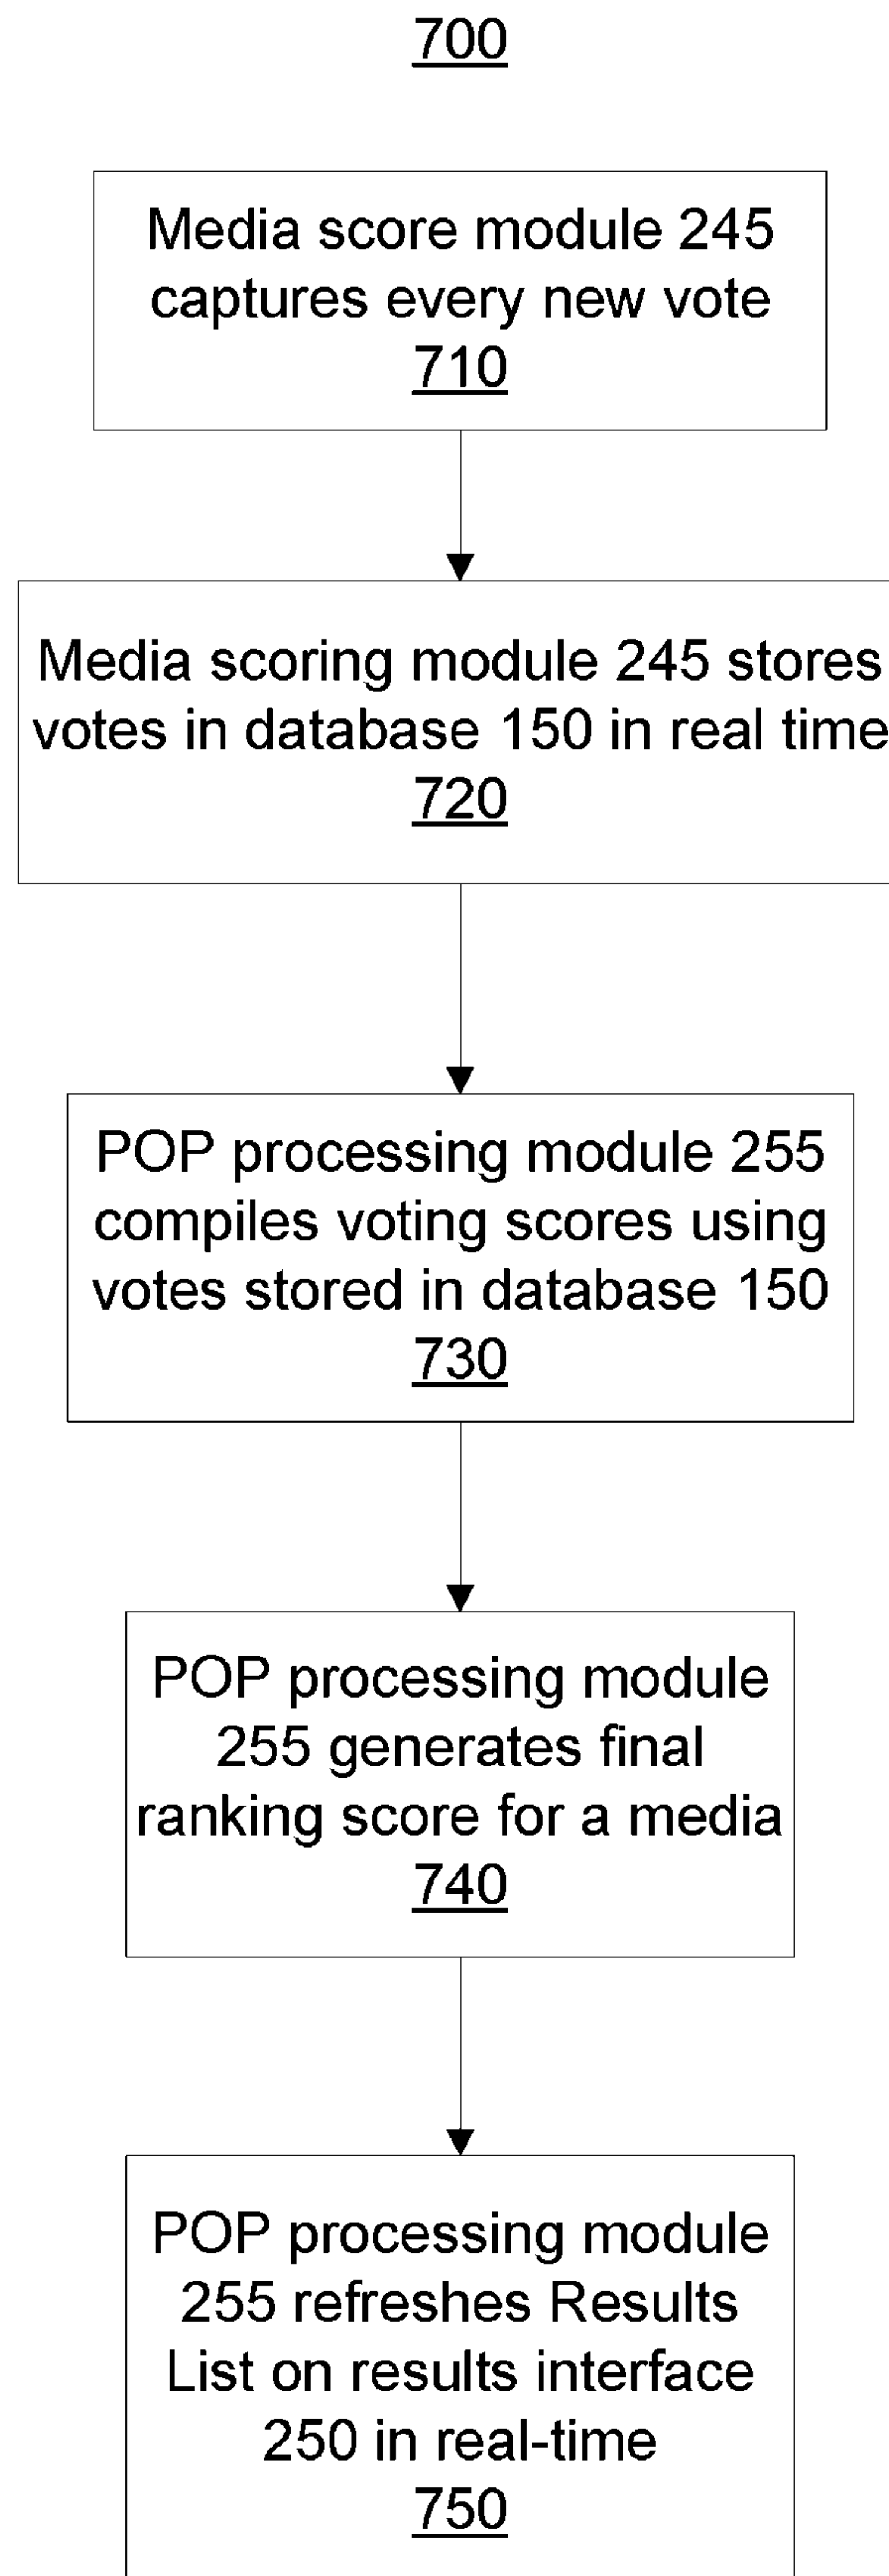 700
Media score module 245
captures every new vote
710
Media scoring module 245 stores
votes in database 150 in real time
720
POP processing module 255
compiles voting scores using
votes stored in database 150
730
POP processing module
255 generates final
ranking score for a media
740
POP processing module
255 refreshes Results
List on results interface
250 in real-time
750